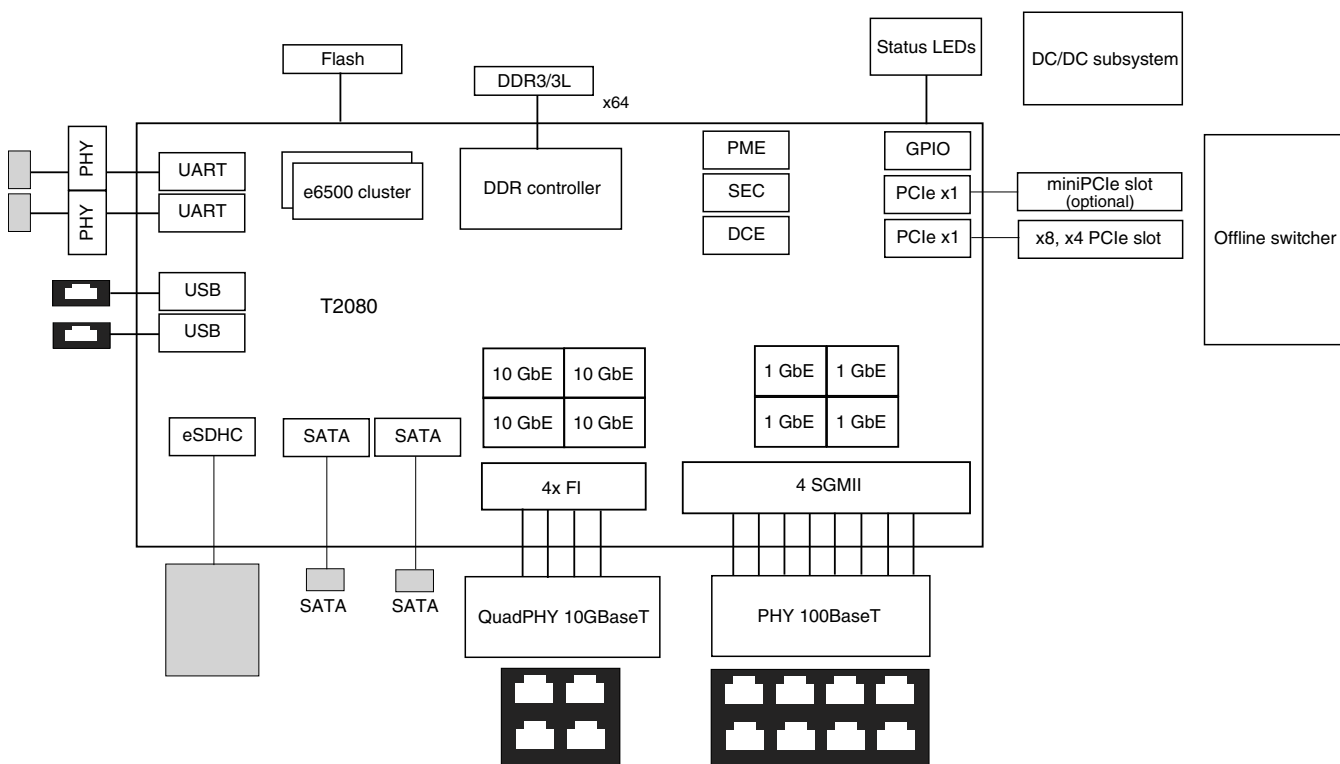 Flash
DDR3/3L
x64
Status LEDs
DC/DC subsystem
PHY
PHY
UART
UART
e6500 cluster
DDR controller
PME
SEC
DCE
GPIO
PCIe x1
PCIe x1
miniPCIe slot
(optional)
x8, x4 PCIe slot
Offline switcher
USB
USB
T2080
10 GbE
10 GbE
10 GbE
10 GbE
1 GbE
1 GbE
1 GbE
1 GbE
eSDHC
SATA
SATA
4x FI
4 SGMII
SATA
SATA
QuadPHY 10GBaseT
PHY 100BaseT